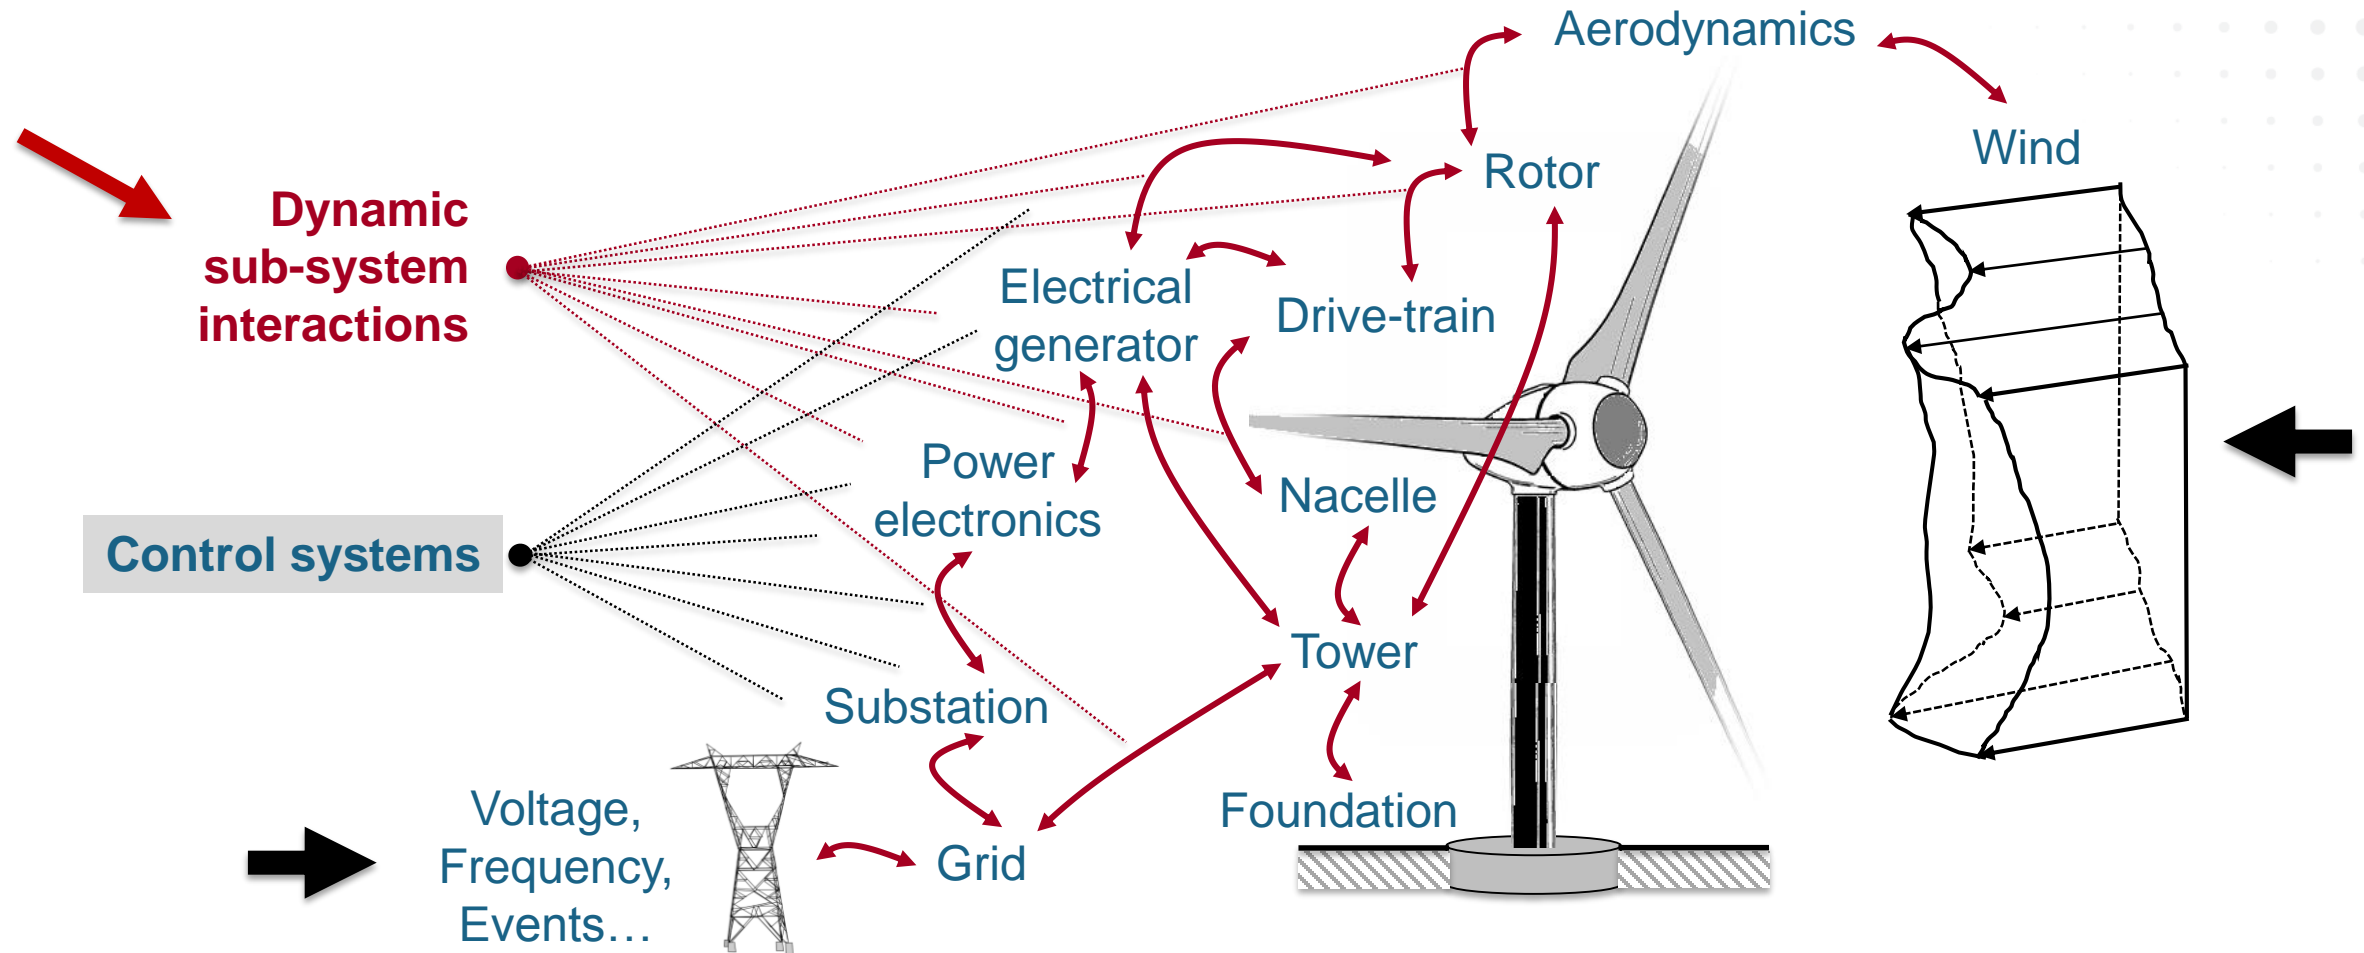 Aerodynamics
Wind
Rotor
Dynamic
sub-system
interactions
Electrical
generator
Drive-train
Power
electronics
Nacelle
Control systems
Tower
Substation
Foundation
Voltage,
Frequency,
Events…
Grid